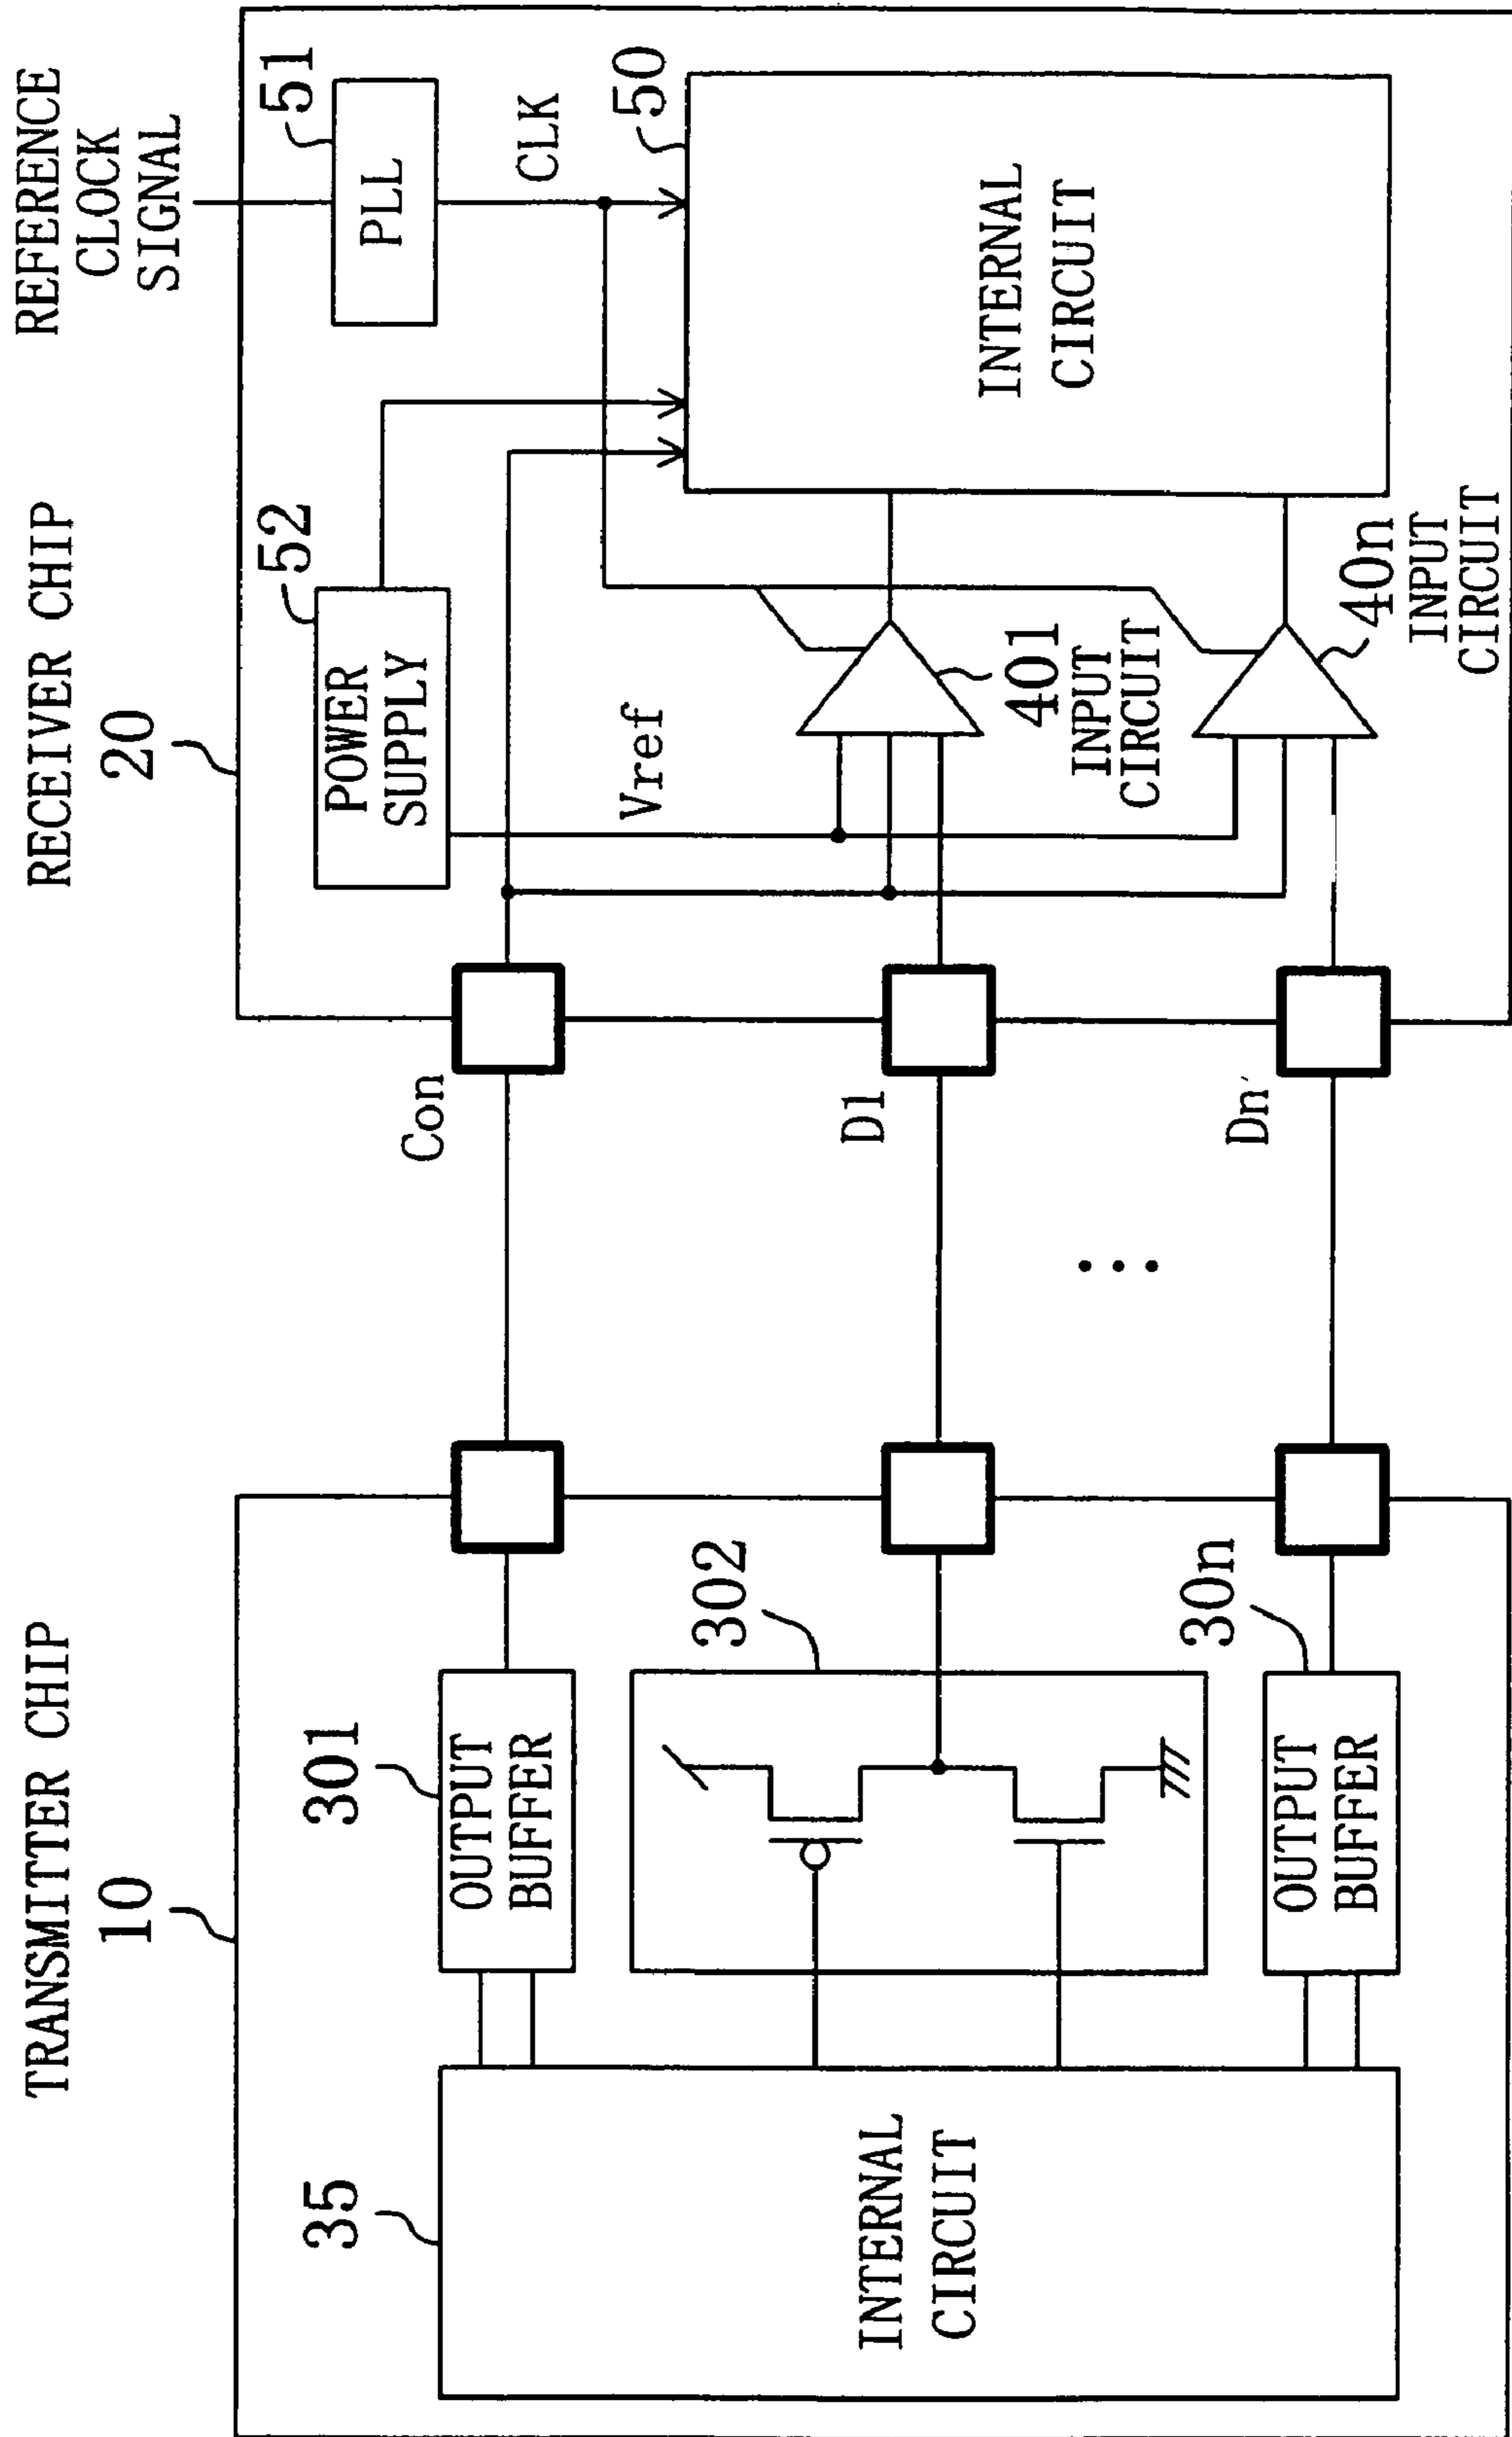 TRANSMITTER CHIP
10
35
INTERNAL
CIRCUIT
301
OUTPUT
BUFFER
302
30n
OUTPUT
BUFFER
RECEIVER CHIP
20
Con
D1
Dn
52
POWER
SUPPLY
Vref
401
INPUT
CIRCUIT
40n
INPUT
CIRCUIT
REFERENCE
CLOCK
SIGNAL
51
PLL
CLK
50
INTERNAL
CIRCUIT